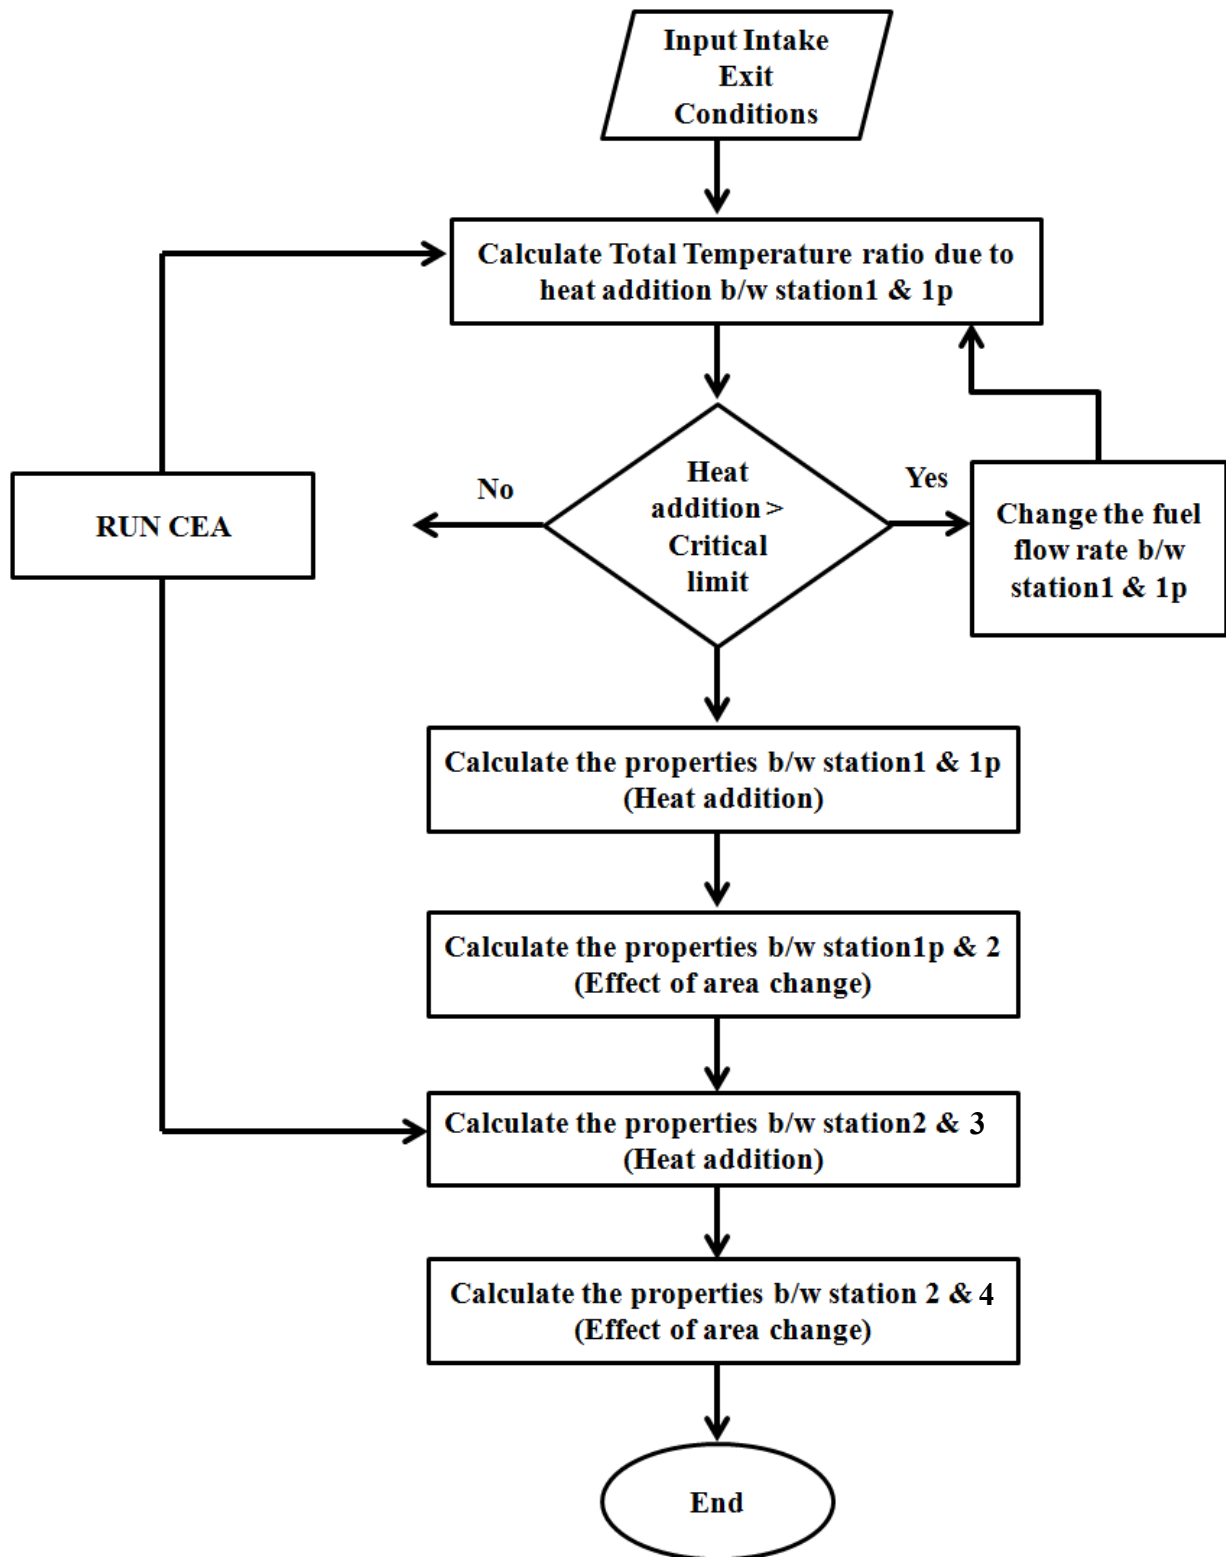 Input Intake
Exit
Conditions
Calculate Total Temperature ratio due to
heat addition b/w station1 & 1p
RUN CEA
No
Heat
addition >
Critical
limit
Yes
Change the fuel
flow rate b/w
station1 & 1p
Calculate the properties b/w station1 & 1p
(Heat addition)
Calculate the properties b/w station1p & 2
(Effect of area change)
Calculate the properties b/w station2 & 3
(Heat addition)
Calculate the properties b/w station 2 & 4
(Effect of area change)
End